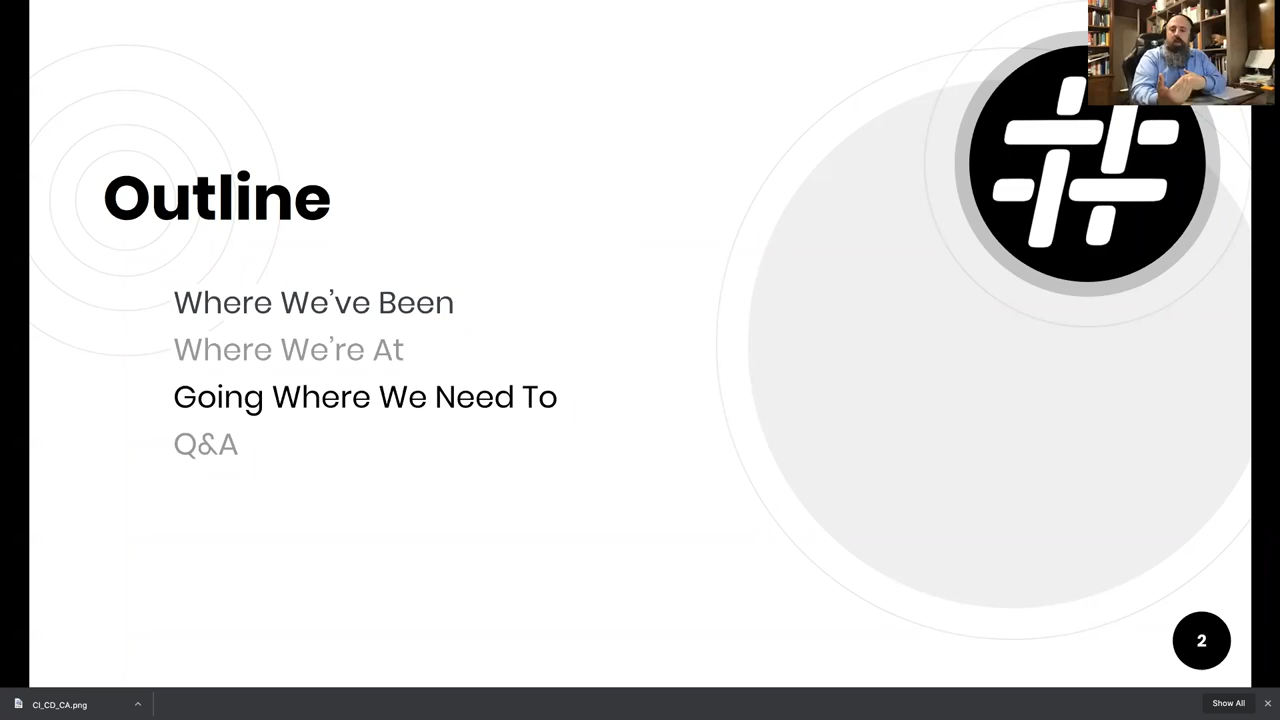 Outline
Where We've Been
Where We're At
Going Where We Need To
Q&A
2
CI_CD_CA.png
Show All